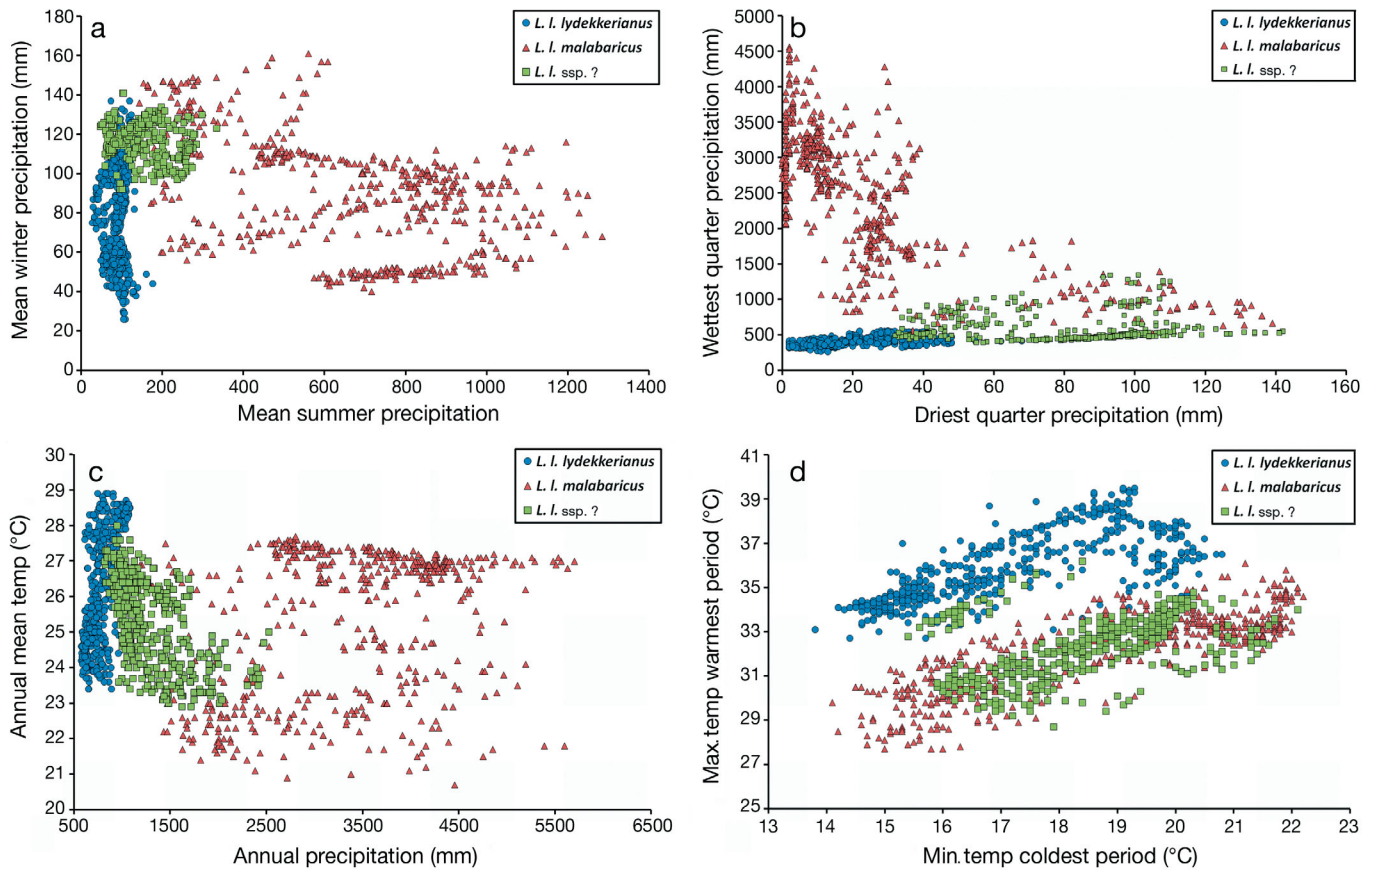 a
L. l. lydekkerianus
L. l. malabaricus
L. l. ssp. ?
Mean winter precipitation (mm)
180
160
140
120
100
80
60
40
20
0
0 200 400 600 800 1000 1200 1400
Mean summer precipitation
b
L. l. lydekkerianus
L. l. malabaricus
L. l. ssp. ?
Wettest quarter precipitation (mm)
5000
4500
4000
3500
3000
2500
2000
1500
1000
500
0
0 20 40 60 80 100 120 140 160
Driest quarter precipitation (mm)
c
L. l. lydekkerianus
L. l. malabaricus
L. l. ssp. ?
Annual mean temp (°C)
30
29
28
27
26
25
24
23
22
21
20
500 1500 2500 3500 4500 5500 6500
Annual precipitation (mm)
d
L. l. lydekkerianus
L. l. malabaricus
L. l. ssp. ?
Max. temp warmest period (°C)
41
39
37
35
33
31
29
27
25
13 14 15 16 17 18 19 20 21 22 23
Min. temp coldest period (°C)